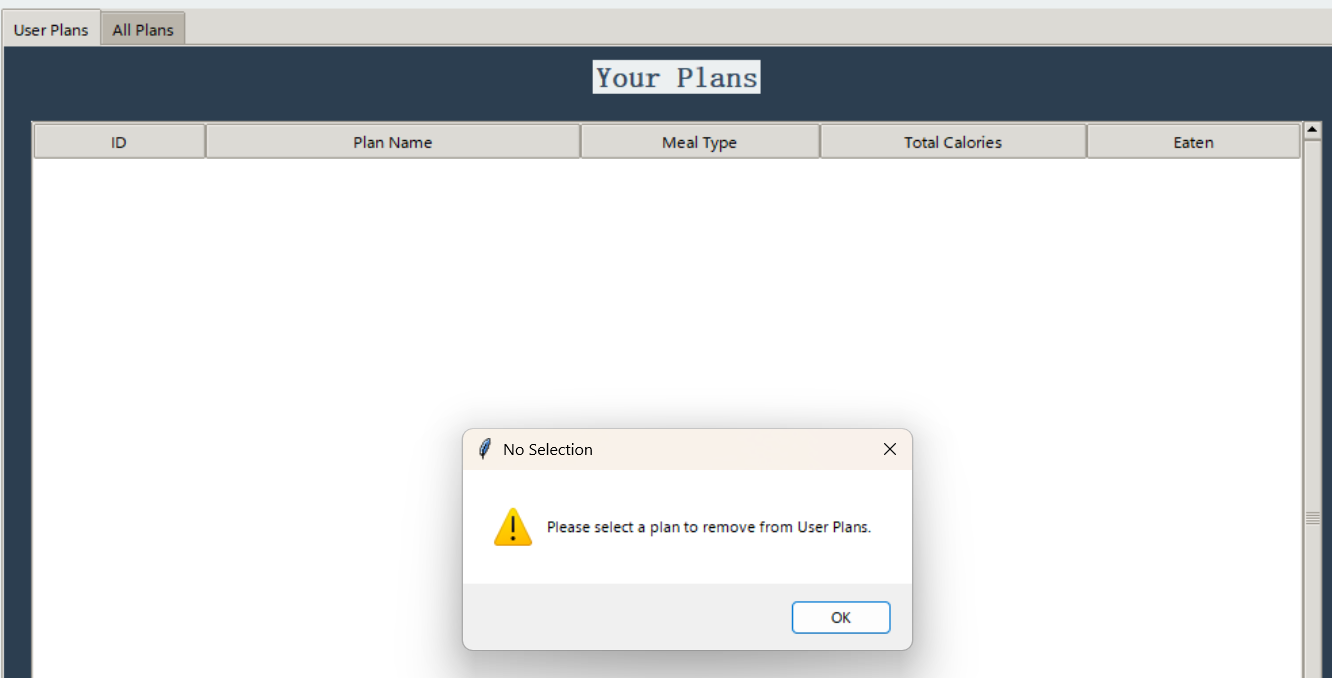 User Plans All Plans
Your Plans
ID Plan Name Meal Type Total Calories Eaten
No Selection
Please select a plan to remove from User Plans.
OK